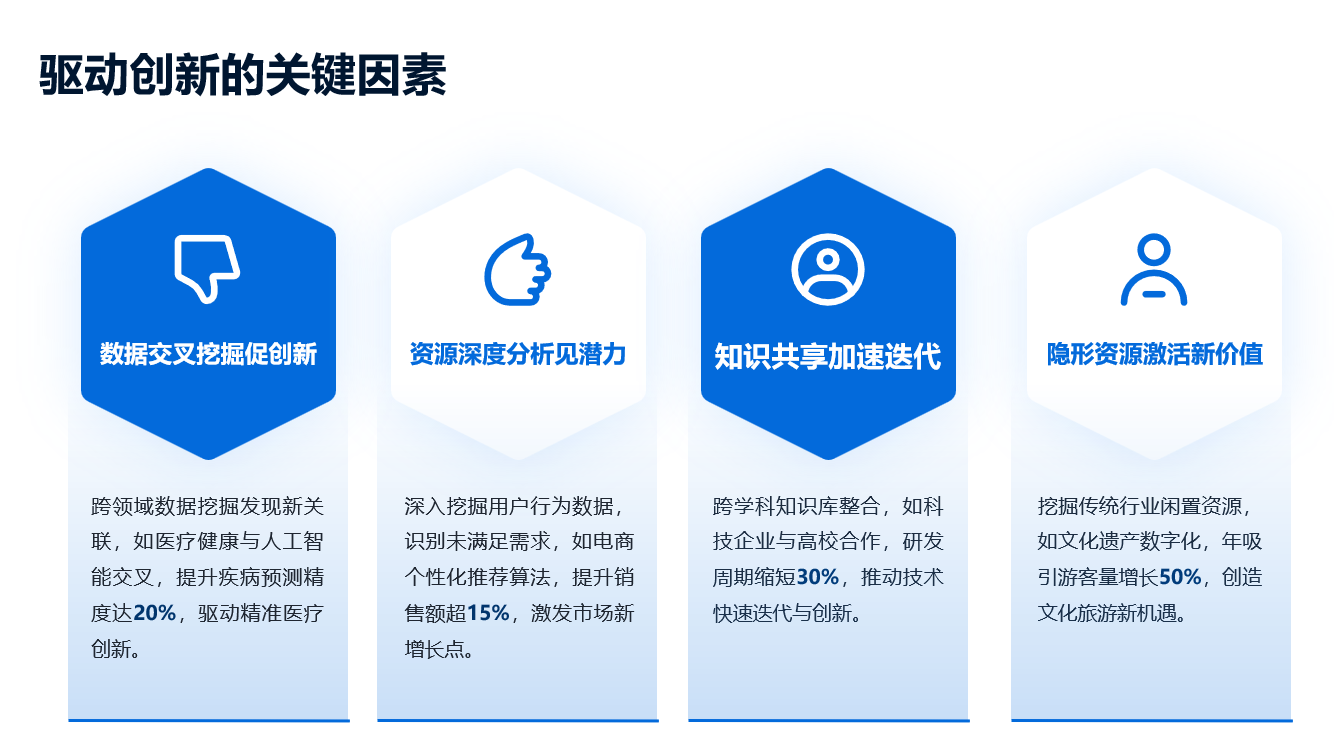 驱动创新的关键因素
数据交叉挖掘促创新
跨领域数据挖掘发现新关
联，如医疗健康与人工智
能交叉，提升疾病预测精
度达20%，驱动精准医疗
创新。
资源深度分析见潜力
深入挖掘用户行为数据，
识别未满足需求，如电商
个性化推荐算法，提升销
售额超15%，激发市场新
增长点。
知识共享加速迭代
跨学科知识库整合，如科
技企业与高校合作，研发
周期缩短30%，推动技术
快速迭代与创新。
隐形资源激活新价值
挖掘传统行业闲置资源，
如文化遗产数字化，年吸
引游客量增长50%，创造
文化旅游新机遇。